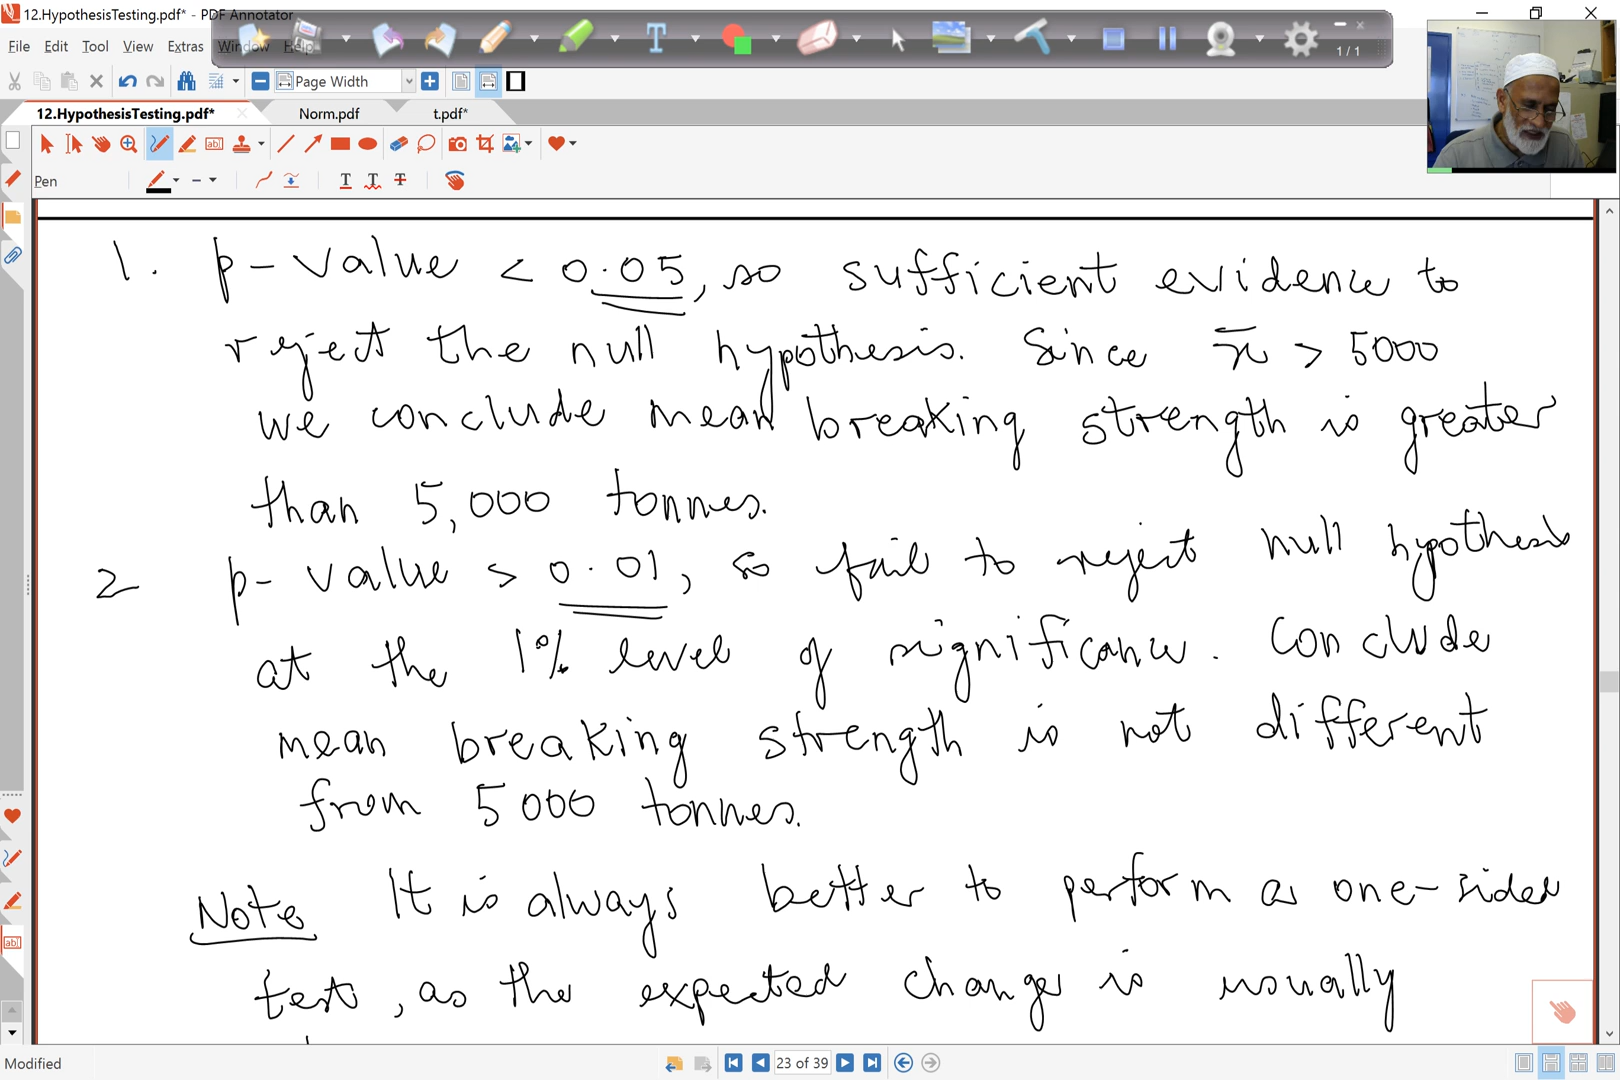 12.HypothesisTesting.pdf* - PDF Annotator
File Edit Tool View Extras Window Help
1 / 1
Page Width
12.HypothesisTesting.pdf* Norm.pdf t.pdf*
Pen
1. p-value < 0.05, so sufficient evidence to
reject the null hypothesis. Since x̄ > 5000
we conclude mean breaking strength is greater
than 5,000 tonnes.
2 p-value > 0.01, so fail to reject null hypothesis
at the 1% level of significance. Conclude
mean breaking strength is not different
from 5000 tonnes.
Note It is always better to perform a one-sided
test, as the expected change is usually
Modified 23 of 39